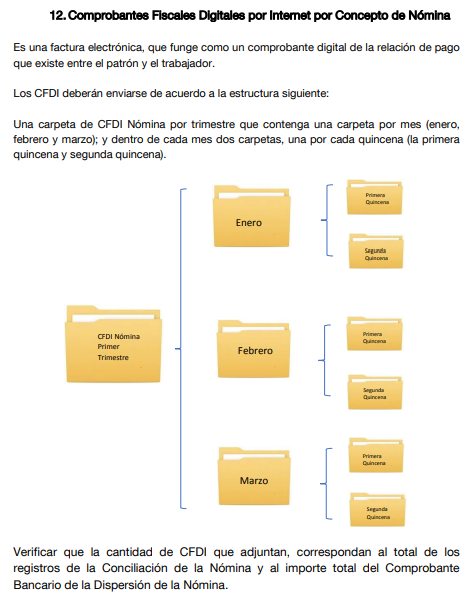 12. Comprobantes Fiscales Digitales por Internet por Concepto de Nómina
Es una factura electrónica, que funge como un comprobante digital de la relación de pago
que existe entre el patrón y el trabajador.
Los CFDI deberán enviarse de acuerdo a la estructura siguiente:
Una carpeta de CFDI Nómina por trimestre que contenga una carpeta por mes (enero,
febrero y marzo); y dentro de cada mes dos carpetas, una por cada quincena (la primera
quincena y segunda quincena).
CFDI Nómina
Primer
Trimestre
Enero
Primera
Quincena
Segunda
Quincena
Febrero
Primera
Quincena
Segunda
Quincena
Marzo
Primera
Quincena
Segunda
Quincena
Verificar que la cantidad de CFDI que adjuntan, correspondan al total de los
registros de la Conciliación de la Nómina y al importe total del Comprobante
Bancario de la Dispersión de la Nómina.